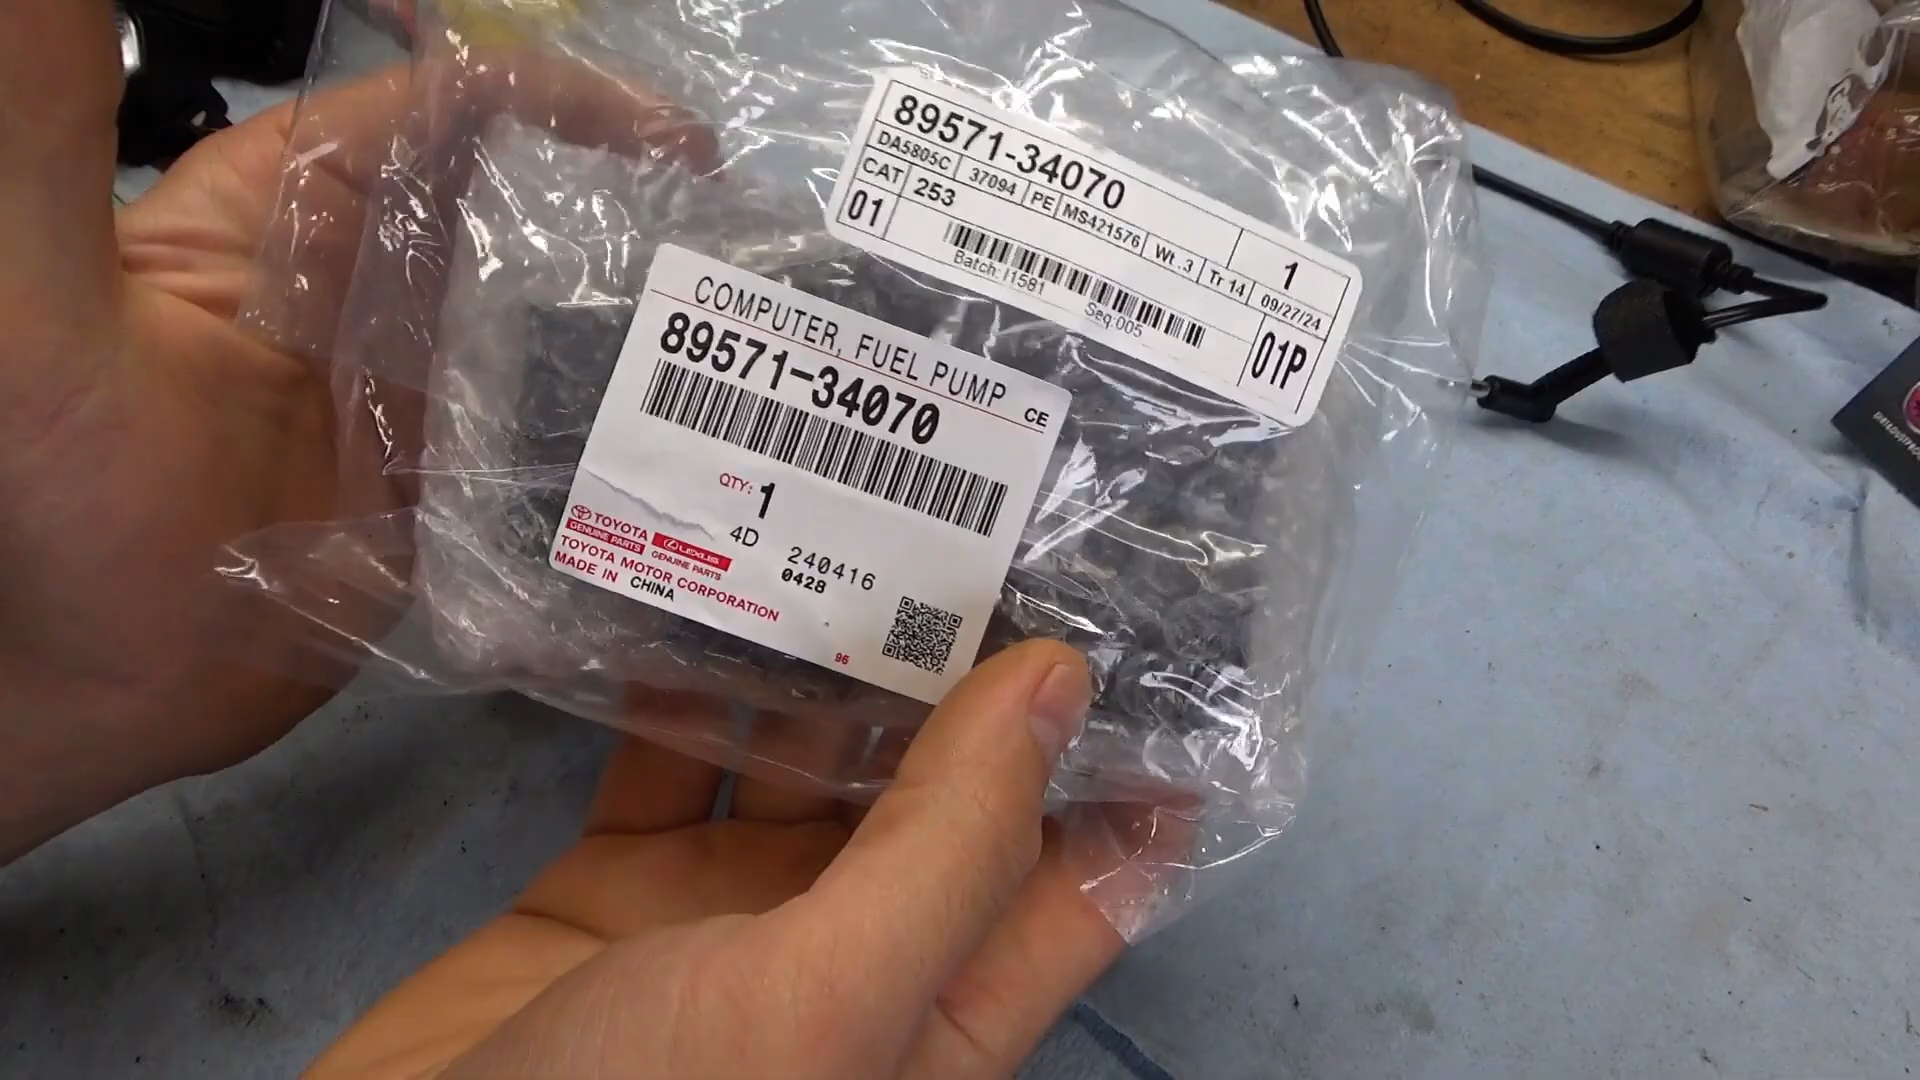 89571-34070
DA5805C 37094 PE MS421576 Wt .3 Tr 14 1
CAT 253 09/27/24
01 Batch: I1581 Seq:005 01P
COMPUTER, FUEL PUMP
89571-34070 CE
QTY: 1
4D 240416
0428
TOYOTA
GENUINE PARTS
LEXUS
GENUINE PARTS
TOYOTA MOTOR CORPORATION
MADE IN CHINA
96